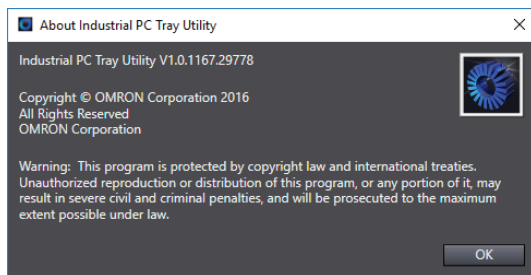 About Industrial PC Tray Utility
Industrial PC Tray Utility V1.0.1167.29778
Copyright © OMRON Corporation 2016
All Rights Reserved
OMRON Corporation
Warning:  This program is protected by copyright law and international treaties.
Unauthorized reproduction or distribution of this program, or any portion of it, may
result in severe civil and criminal penalties, and will be prosecuted to the maximum
extent possible under law.
OK